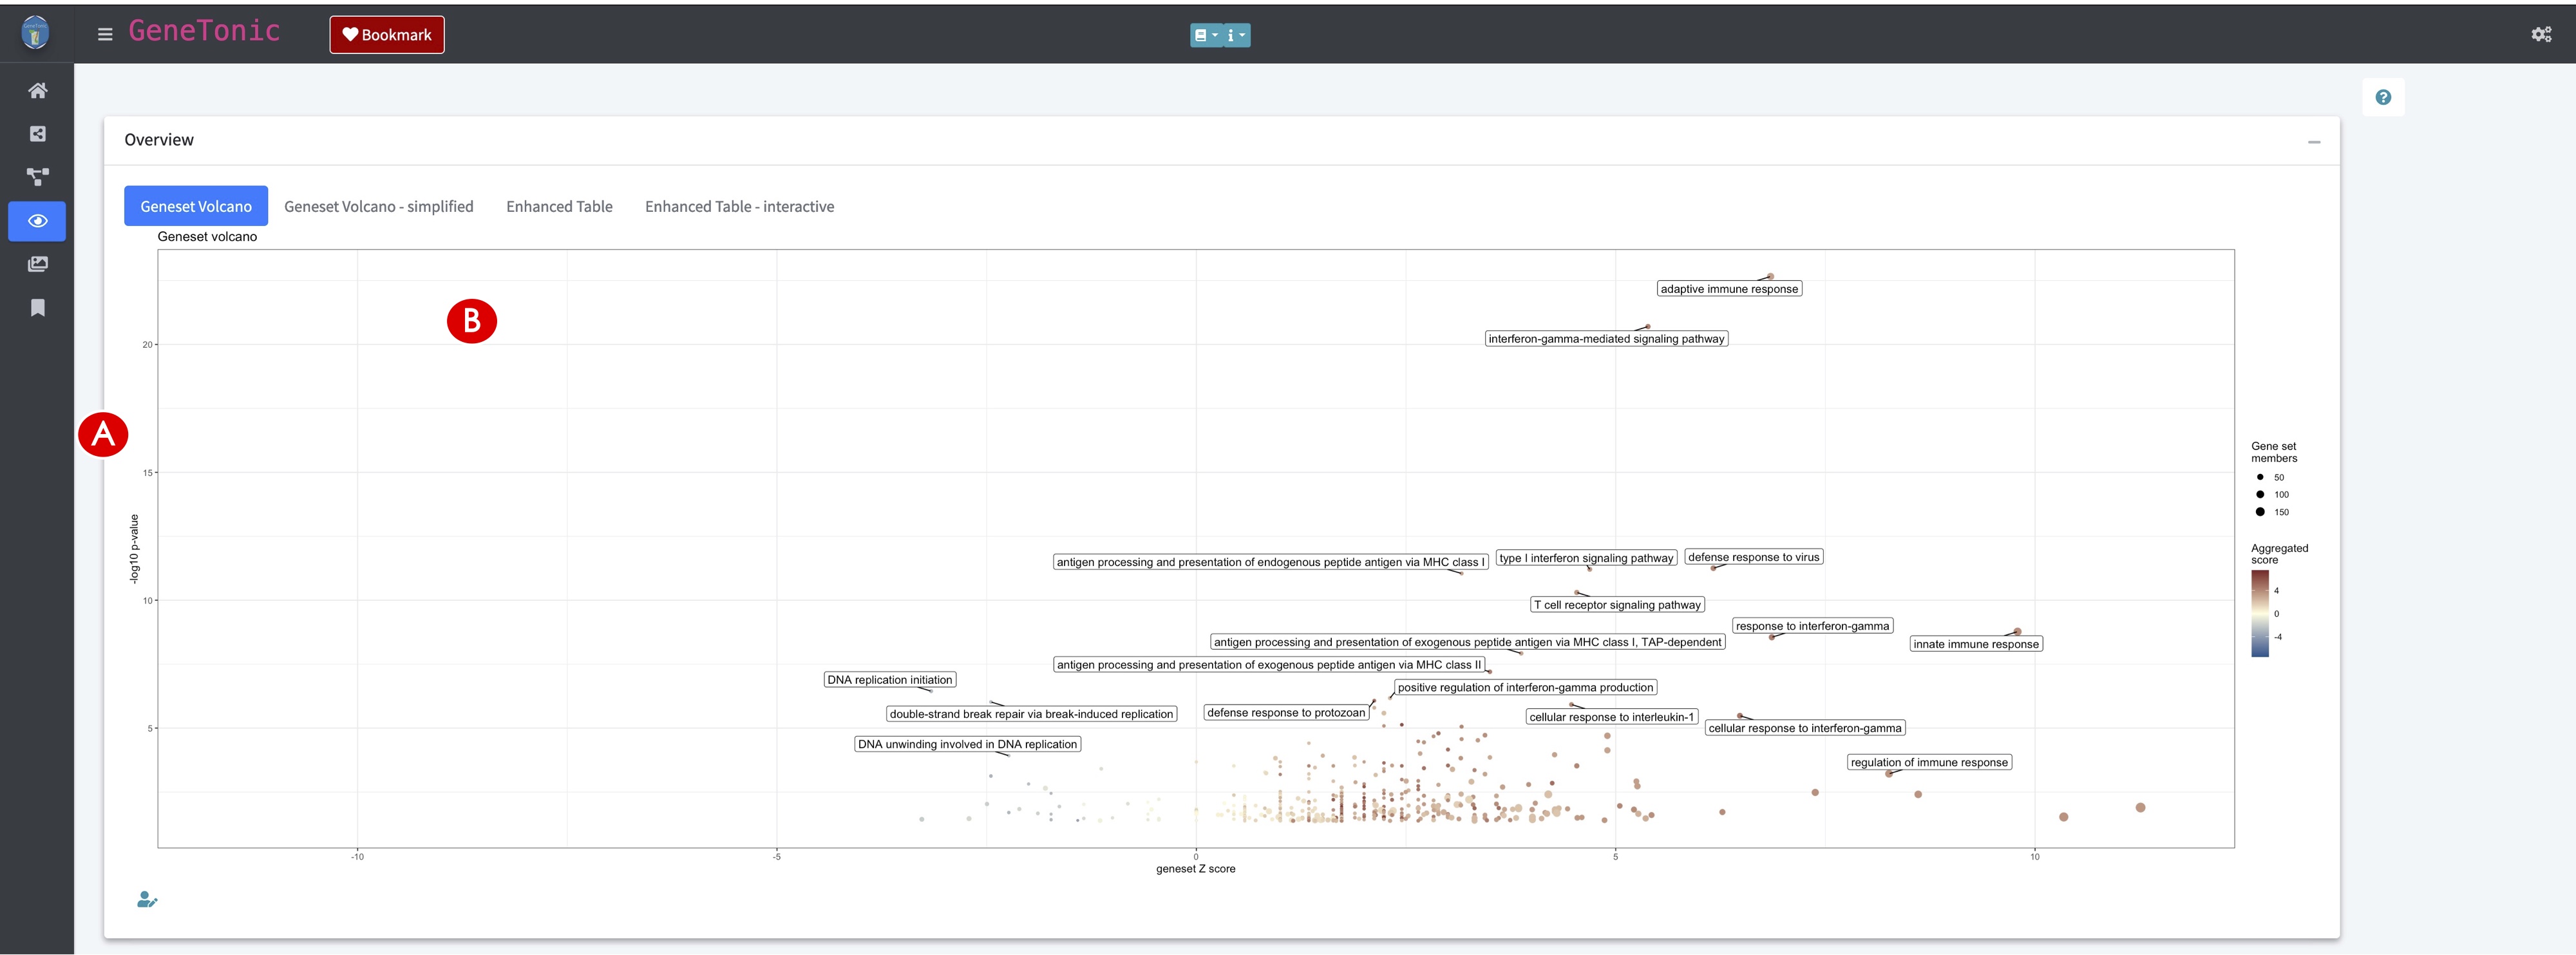 GeneTonic
Bookmark
Overview
Geneset Volcano
Geneset Volcano - simplified
Enhanced Table
Enhanced Table - interactive
Geneset volcano
B
A
adaptive immune response
interferon-gamma-mediated signaling pathway
antigen processing and presentation of endogenous peptide antigen via MHC class I
type I interferon signaling pathway
defense response to virus
T cell receptor signaling pathway
response to interferon-gamma
antigen processing and presentation of exogenous peptide antigen via MHC class I, TAP-dependent
innate immune response
antigen processing and presentation of exogenous peptide antigen via MHC class II
DNA replication initiation
positive regulation of interferon-gamma production
double-strand break repair via break-induced replication
defense response to protozoan
cellular response to interleukin-1
cellular response to interferon-gamma
DNA unwinding involved in DNA replication
regulation of immune response
20
15
10
5
-log10 p-value
-10
-5
0
5
10
geneset Z score
Gene set
members
50
100
150
Aggregated
score
4
0
-4